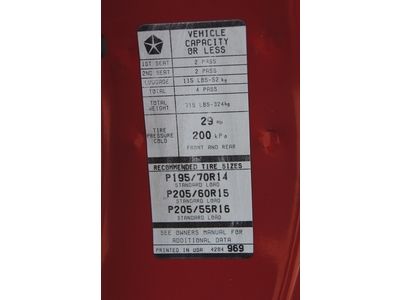 VEHICLE
CAPACITY
OR LESS
1ST SEAT 2 PASS
2ND SEAT 2 PASS
LUGGAGE 115 LBS-52 kg
TOTAL 4 PASS
TOTAL
WEIGHT 715 LBS-324kg
29
TIRE
PRESSURE
COLD
200 kPa
FRONT AND REAR
RECOMMENDED TIRE SIZES
P195/70R14
STANDARD LOAD
P205/60R15
STANDARD LOAD
P205/55R16
STANDARD LOAD
SEE OWNERS MANUAL FOR
ADDITIONAL DATA
PRINTED IN USA 4284 969